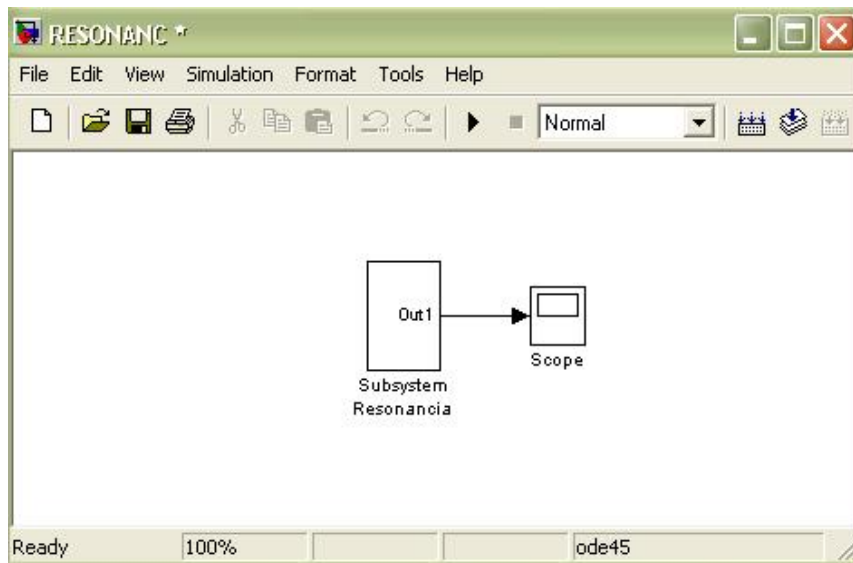 RESONANC *
File Edit View Simulation Format Tools Help
Normal
Out1
Scope
Subsystem
Resonancia
Ready 100% ode45